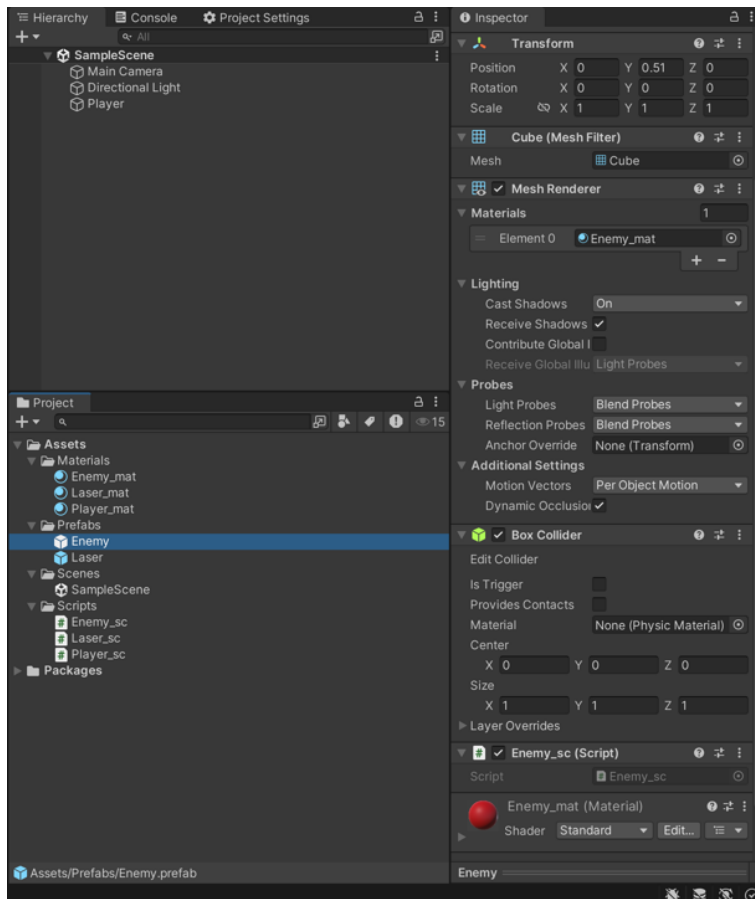 Hierarchy
Console
Project Settings
All
SampleScene
Main Camera
Directional Light
Player
Project
15
Assets
Materials
Enemy_mat
Laser_mat
Player_mat
Prefabs
Enemy
Laser
Scenes
SampleScene
Scripts
Enemy_sc
Laser_sc
Player_sc
Packages
Assets/Prefabs/Enemy.prefab
Inspector
Transform
Position X 0 Y 0.51 Z 0
Rotation X 0 Y 0 Z 0
Scale X 1 Y 1 Z 1
Cube (Mesh Filter)
Mesh Cube
Mesh Renderer
Materials 1
Element 0 Enemy_mat
Lighting
Cast Shadows On
Receive Shadows
Contribute Global I
Receive Global Illu Light Probes
Probes
Light Probes Blend Probes
Reflection Probes Blend Probes
Anchor Override None (Transform)
Additional Settings
Motion Vectors Per Object Motion
Dynamic Occlusio
Box Collider
Edit Collider
Is Trigger
Provides Contacts
Material None (Physic Material)
Center
X 0 Y 0 Z 0
Size
X 1 Y 1 Z 1
Layer Overrides
Enemy_sc (Script)
Script Enemy_sc
Enemy_mat (Material)
Shader Standard Edit...
Enemy